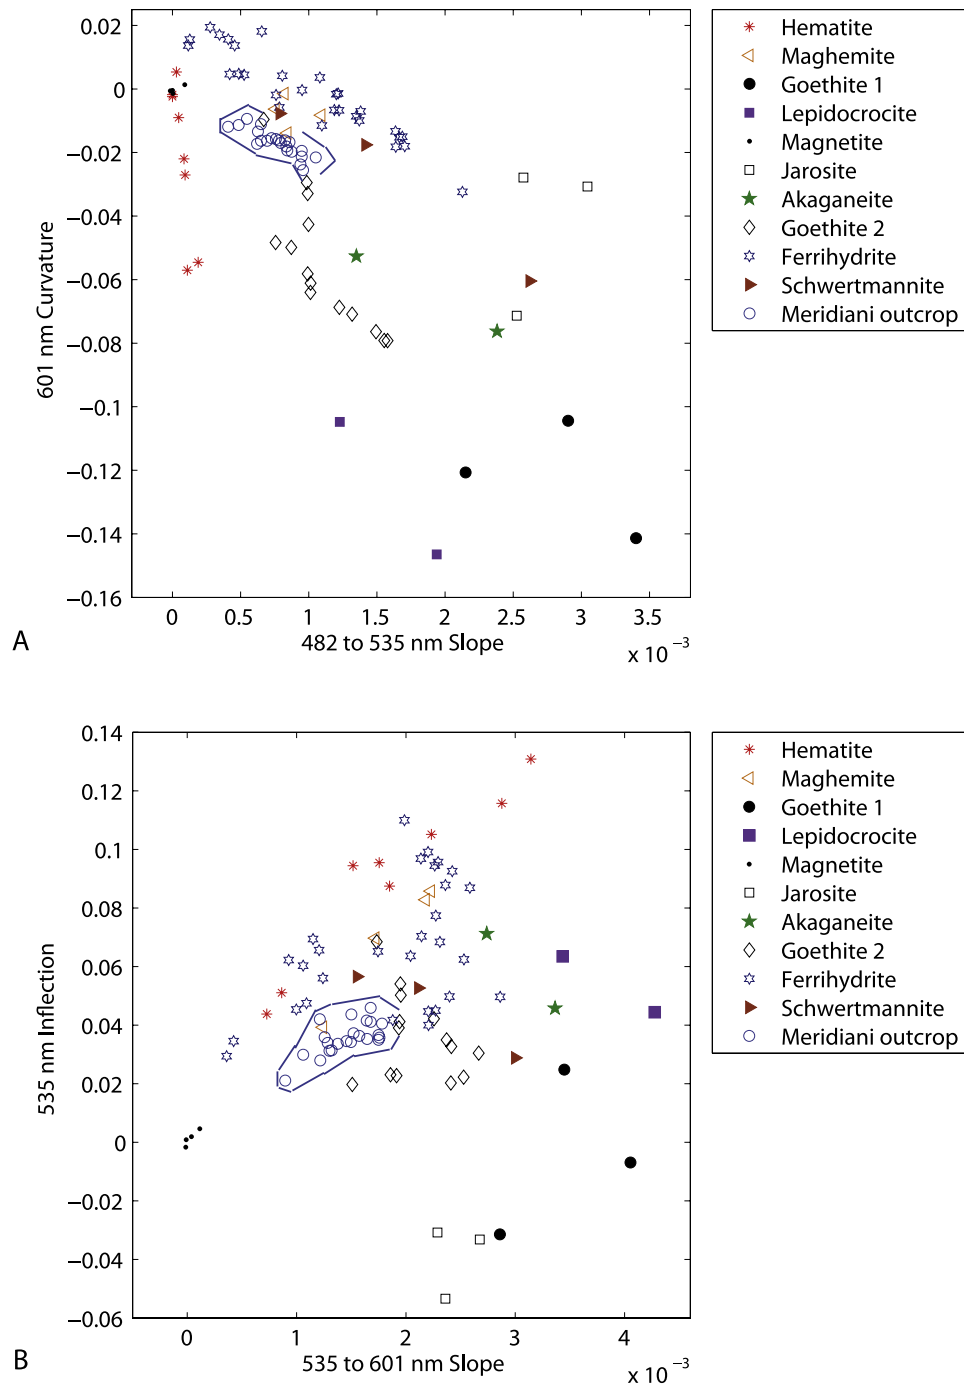 0.02
0
−0.02
−0.04
−0.06
−0.08
−0.1
−0.12
−0.14
−0.16
601 nm Curvature
0 0.5 1 1.5 2 2.5 3 3.5
482 to 535 nm Slope
x 10 −3
A
Hematite
Maghemite
Goethite 1
Lepidocrocite
Magnetite
Jarosite
Akaganeite
Goethite 2
Ferrihydrite
Schwertmannite
Meridiani outcrop
0.14
0.12
0.1
0.08
0.06
0.04
0.02
0
−0.02
−0.04
−0.06
535 nm Inflection
0 1 2 3 4
535 to 601 nm Slope
x 10 −3
B
Hematite
Maghemite
Goethite 1
Lepidocrocite
Magnetite
Jarosite
Akaganeite
Goethite 2
Ferrihydrite
Schwertmannite
Meridiani outcrop